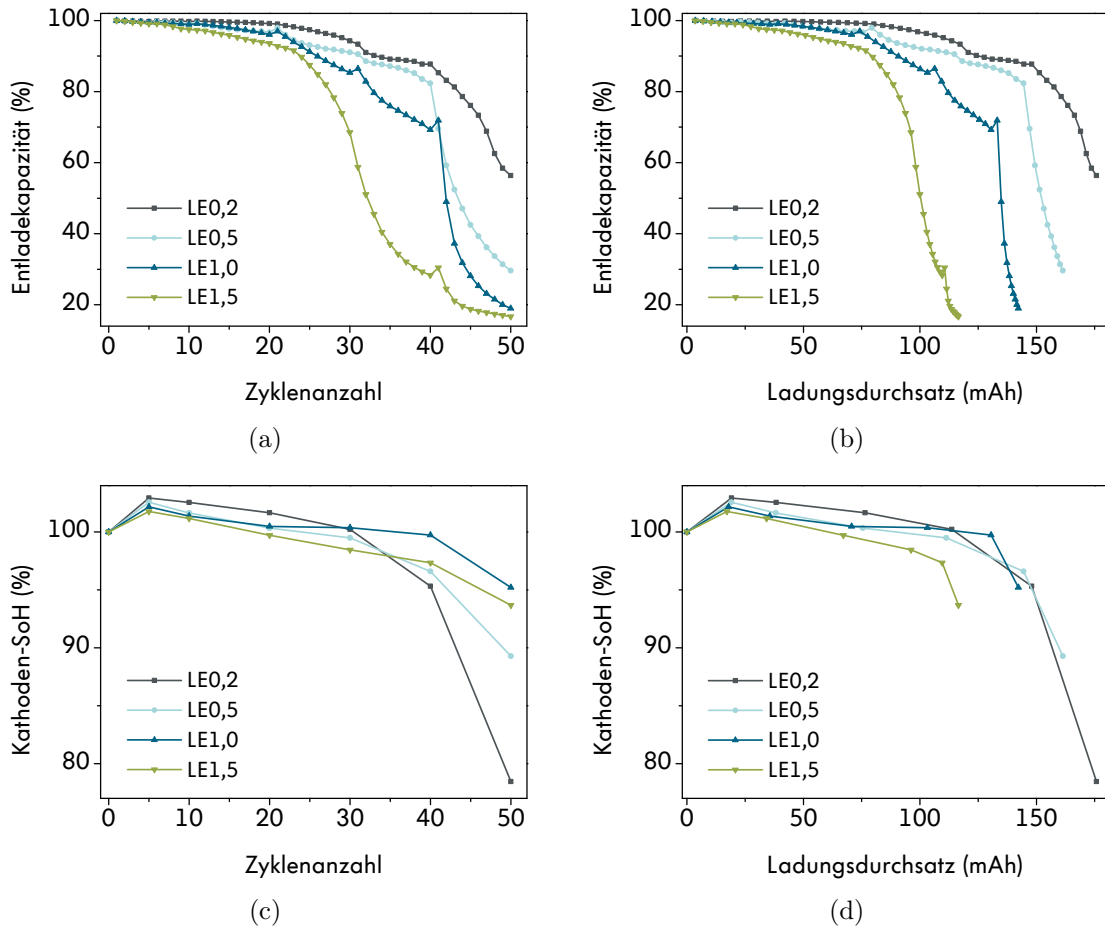 100
80
60
40
20
Entladekapazität (%)
LE0,2
LE0,5
LE1,0
LE1,5
0 10 20 30 40 50
Zyklenanzahl
(a)
100
80
60
40
20
Entladekapazität (%)
LE0,2
LE0,5
LE1,0
LE1,5
0 50 100 150
Ladungsdurchsatz (mAh)
(b)
100
90
80
Kathoden-SoH (%)
LE0,2
LE0,5
LE1,0
LE1,5
0 10 20 30 40 50
Zyklenanzahl
(c)
100
90
80
Kathoden-SoH (%)
LE0,2
LE0,5
LE1,0
LE1,5
0 50 100 150
Ladungsdurchsatz (mAh)
(d)